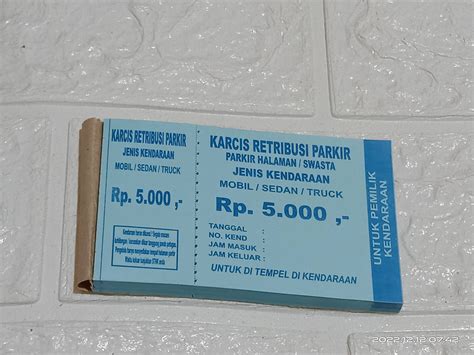 KARCIS RETRIBUSI PARKIR
JENIS KENDARAAN
MOBIL / SEDAN / TRUCK
Rp. 5.000 ,-
KARCIS RETRIBUSI PARKIR
PARKIR HALAMAN / SWASTA
JENIS KENDARAAN
MOBIL / SEDAN / TRUCK
Rp. 5.000 ,-
TANGGAL :
NO. KEND :
JAM MASUK :
JAM KELUAR :
UNTUK DI TEMPEL DI KENDARAAN
UNTUK PEMILIK
KENDARAAN
2022.12.12 07:42